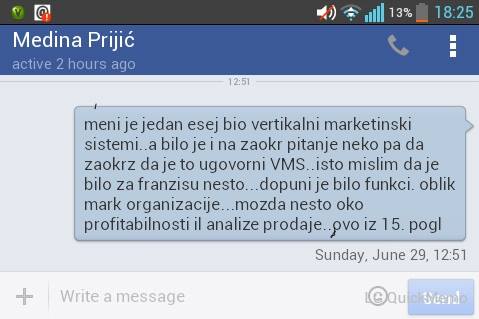 13% 18:25
Medina Prijić
active 2 hours ago
12:51
meni je jedan esej bio vertikalni marketinski
sistemi..a bilo je i na zaokr pitanje neko pa da
zaokrz da je to ugovorni VMS..isto mislim da je
bilo za franzisu nesto...dopuni je bilo funkci. oblik
mark organizacije...mozda nesto oko
profitabilnosti il analize prodaje..ovo iz 15. pogl
Sunday, June 29, 12:51
Write a message
LG QuickMemo
Send